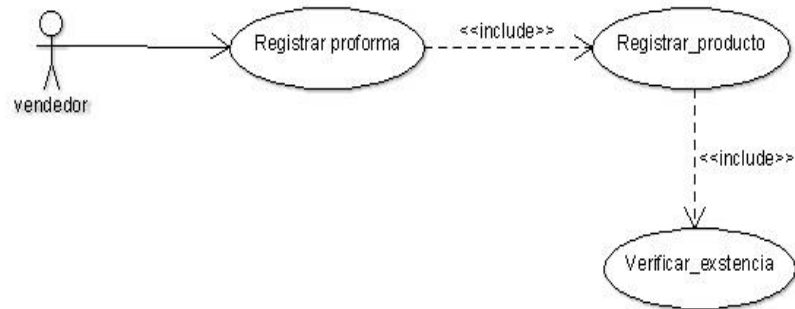 Registrar proforma
<<include>>
Registrar_producto
vendedor
<<include>>
Verificar_exstencia